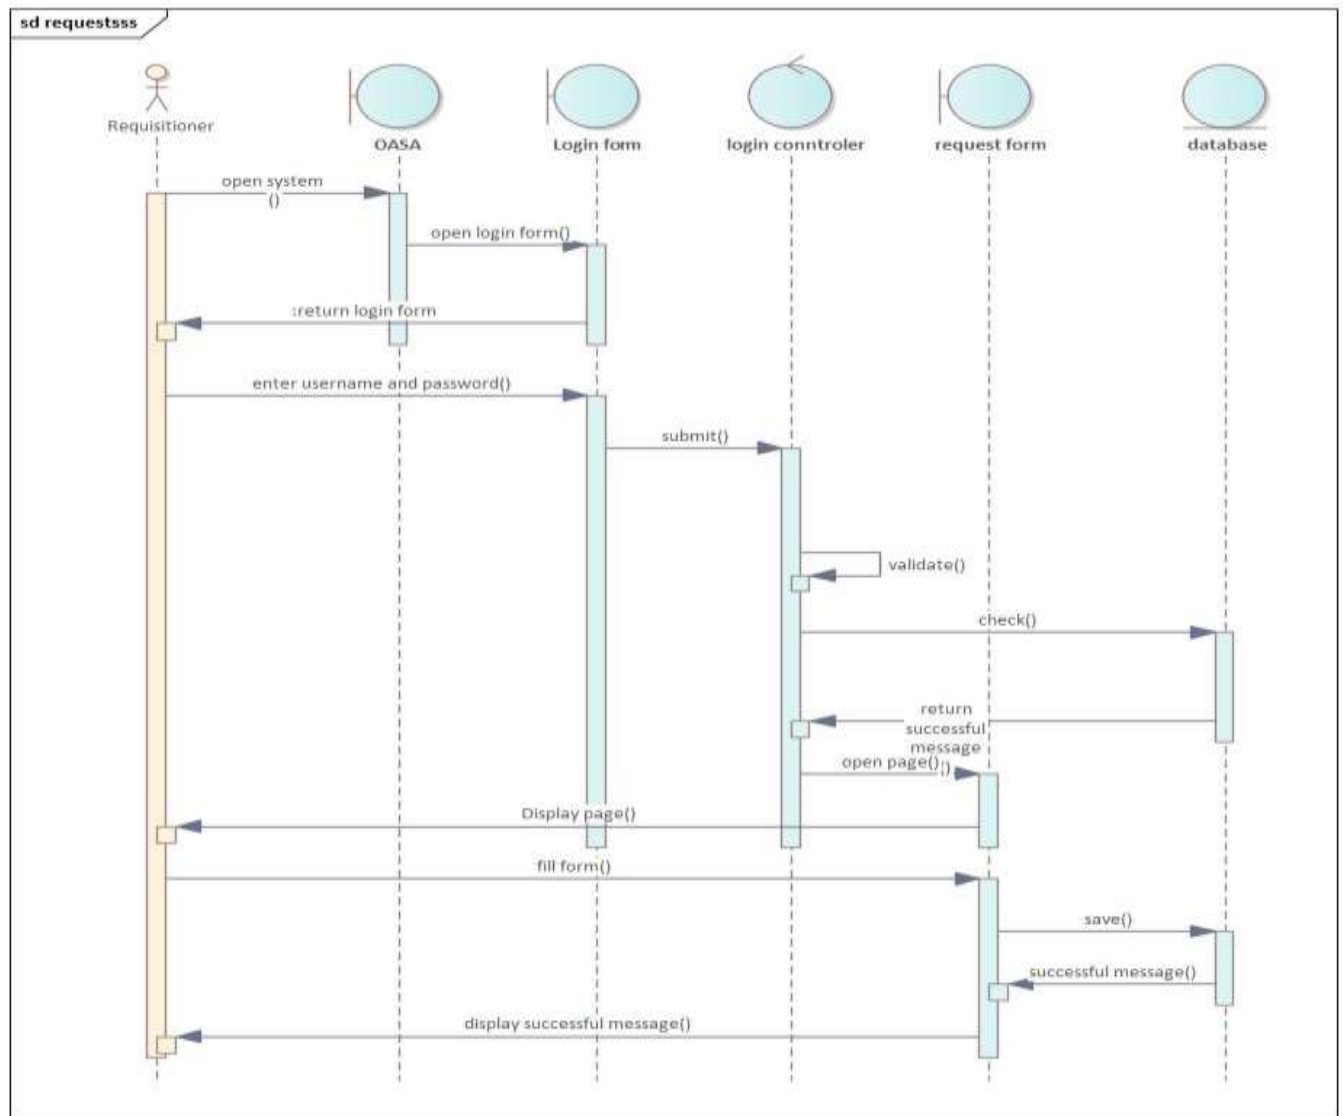 sd requestsss
Requisitioner
OASA
Login form
login conntroler
request form
database
open system
()
open login form()
:return login form
enter username and password()
submit()
validate()
check()
return
successful
message
open page();)
Display page()
fill form()
save()
successful message()
display successful message()